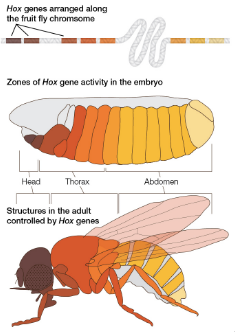 Hox genes arranged along
the fruit fly chromsome
Zones of Hox gene activity in the embryo
Head Thorax Abdomen
Structures in the adult
controlled by Hox genes